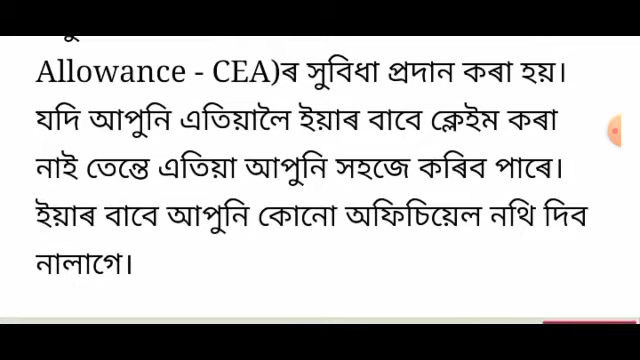 Allowance - CEA)ৰ সুবিধা প্ৰদান কৰা হয়।
যদি আপুনি এতিয়ালৈ ইয়াৰ বাবে ক্লেইম কৰা
নাই তেন্তে এতিয়া আপুনি সহজে কৰিব পাৰে।
ইয়াৰ বাবে আপুনি কোনো অফিচিয়েল নথি দিব
নালাগে।